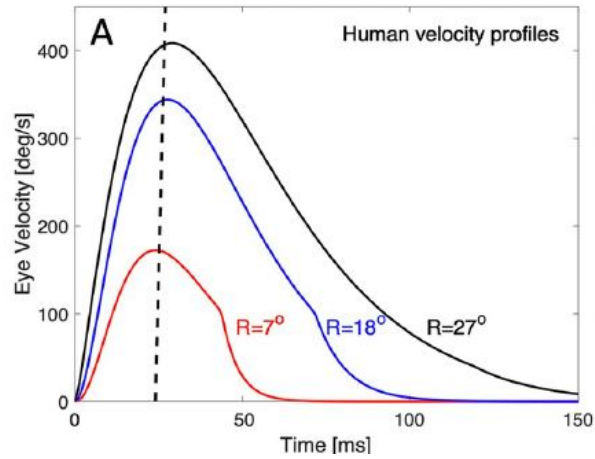 A
Human velocity profiles
Eye Velocity [deg/s]
400
300
200
100
0
R=7°
R=18°
R=27°
0
50
100
150
Time [ms]